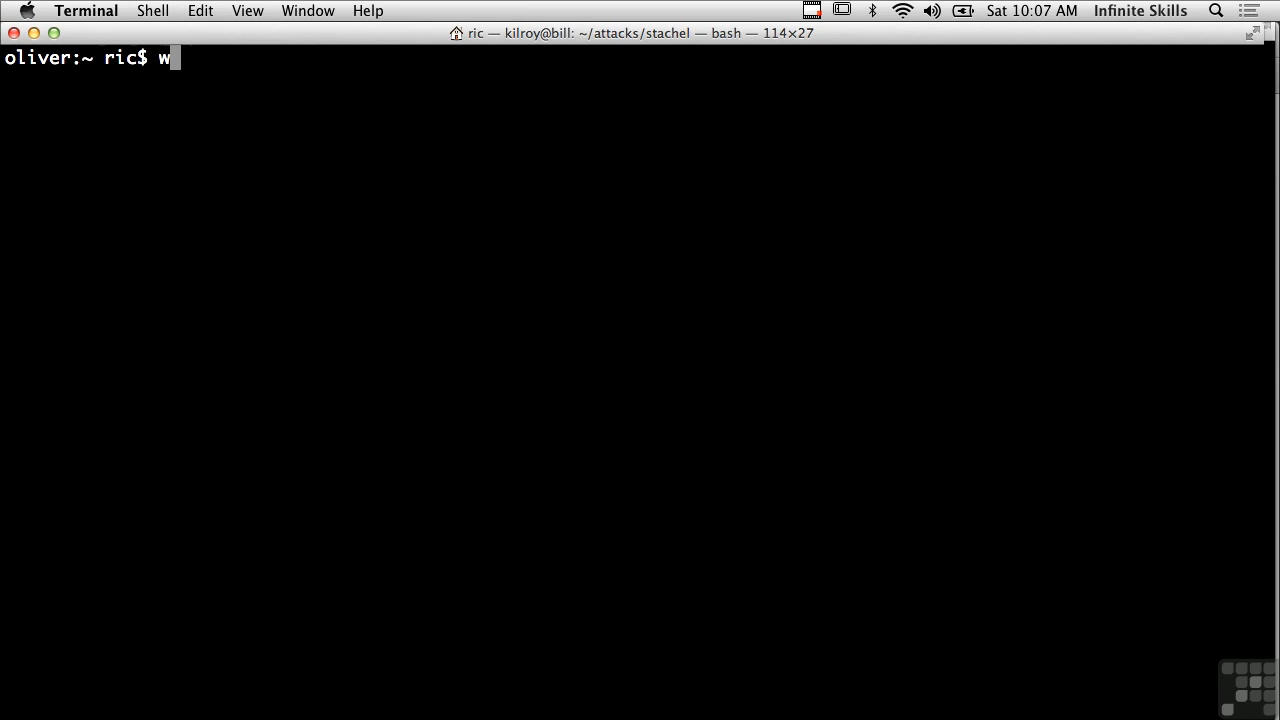 Terminal Shell Edit View Window Help Sat 10:07 AM Infinite Skills
ric — kilroy@bill: ~/attacks/stachel — bash — 114×27
oliver:~ ric$ w